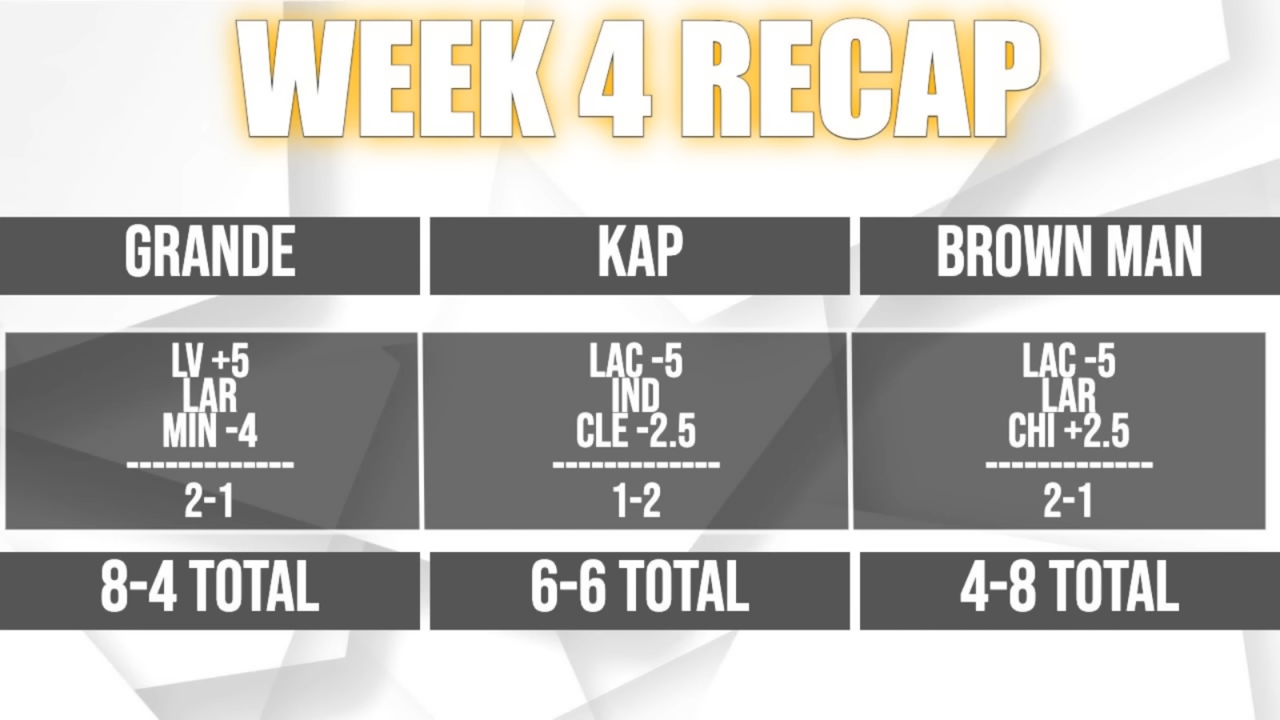 WEEK 4 RECAP
GRANDE
LV +5
LAR
MIN -4
-------------
2-1
8-4 TOTAL
KAP
LAC -5
IND
CLE -2.5
-------------
1-2
6-6 TOTAL
BROWN MAN
LAC -5
LAR
CHI +2.5
-------------
2-1
4-8 TOTAL